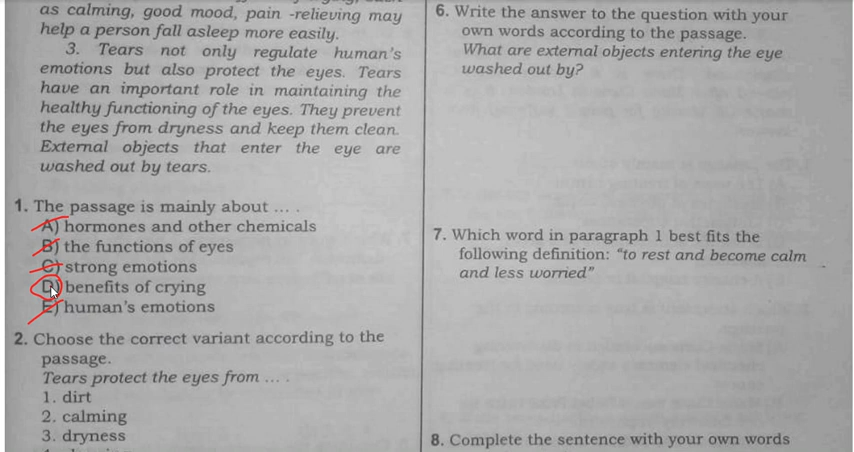 as calming, good mood, pain -relieving may
help a person fall asleep more easily.
3. Tears not only regulate human's
emotions but also protect the eyes. Tears
have an important role in maintaining the
healthy functioning of the eyes. They prevent
the eyes from dryness and keep them clean.
External objects that enter the eye are
washed out by tears.
1. The passage is mainly about ... .
A) hormones and other chemicals
B) the functions of eyes
C) strong emotions
D) benefits of crying
E) human's emotions
2. Choose the correct variant according to the
passage.
Tears protect the eyes from ... .
1. dirt
2. calming
3. dryness
6. Write the answer to the question with your
own words according to the passage.
What are external objects entering the eye
washed out by?
7. Which word in paragraph 1 best fits the
following definition: "to rest and become calm
and less worried"
8. Complete the sentence with your own words